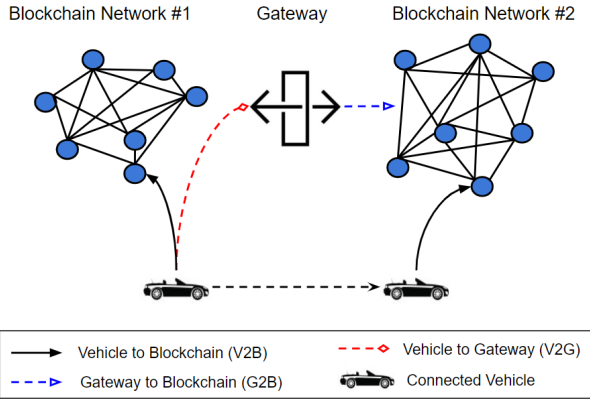 Blockchain Network #1
Gateway
Blockchain Network #2
Vehicle to Blockchain (V2B)
Vehicle to Gateway (V2G)
Gateway to Blockchain (G2B)
Connected Vehicle